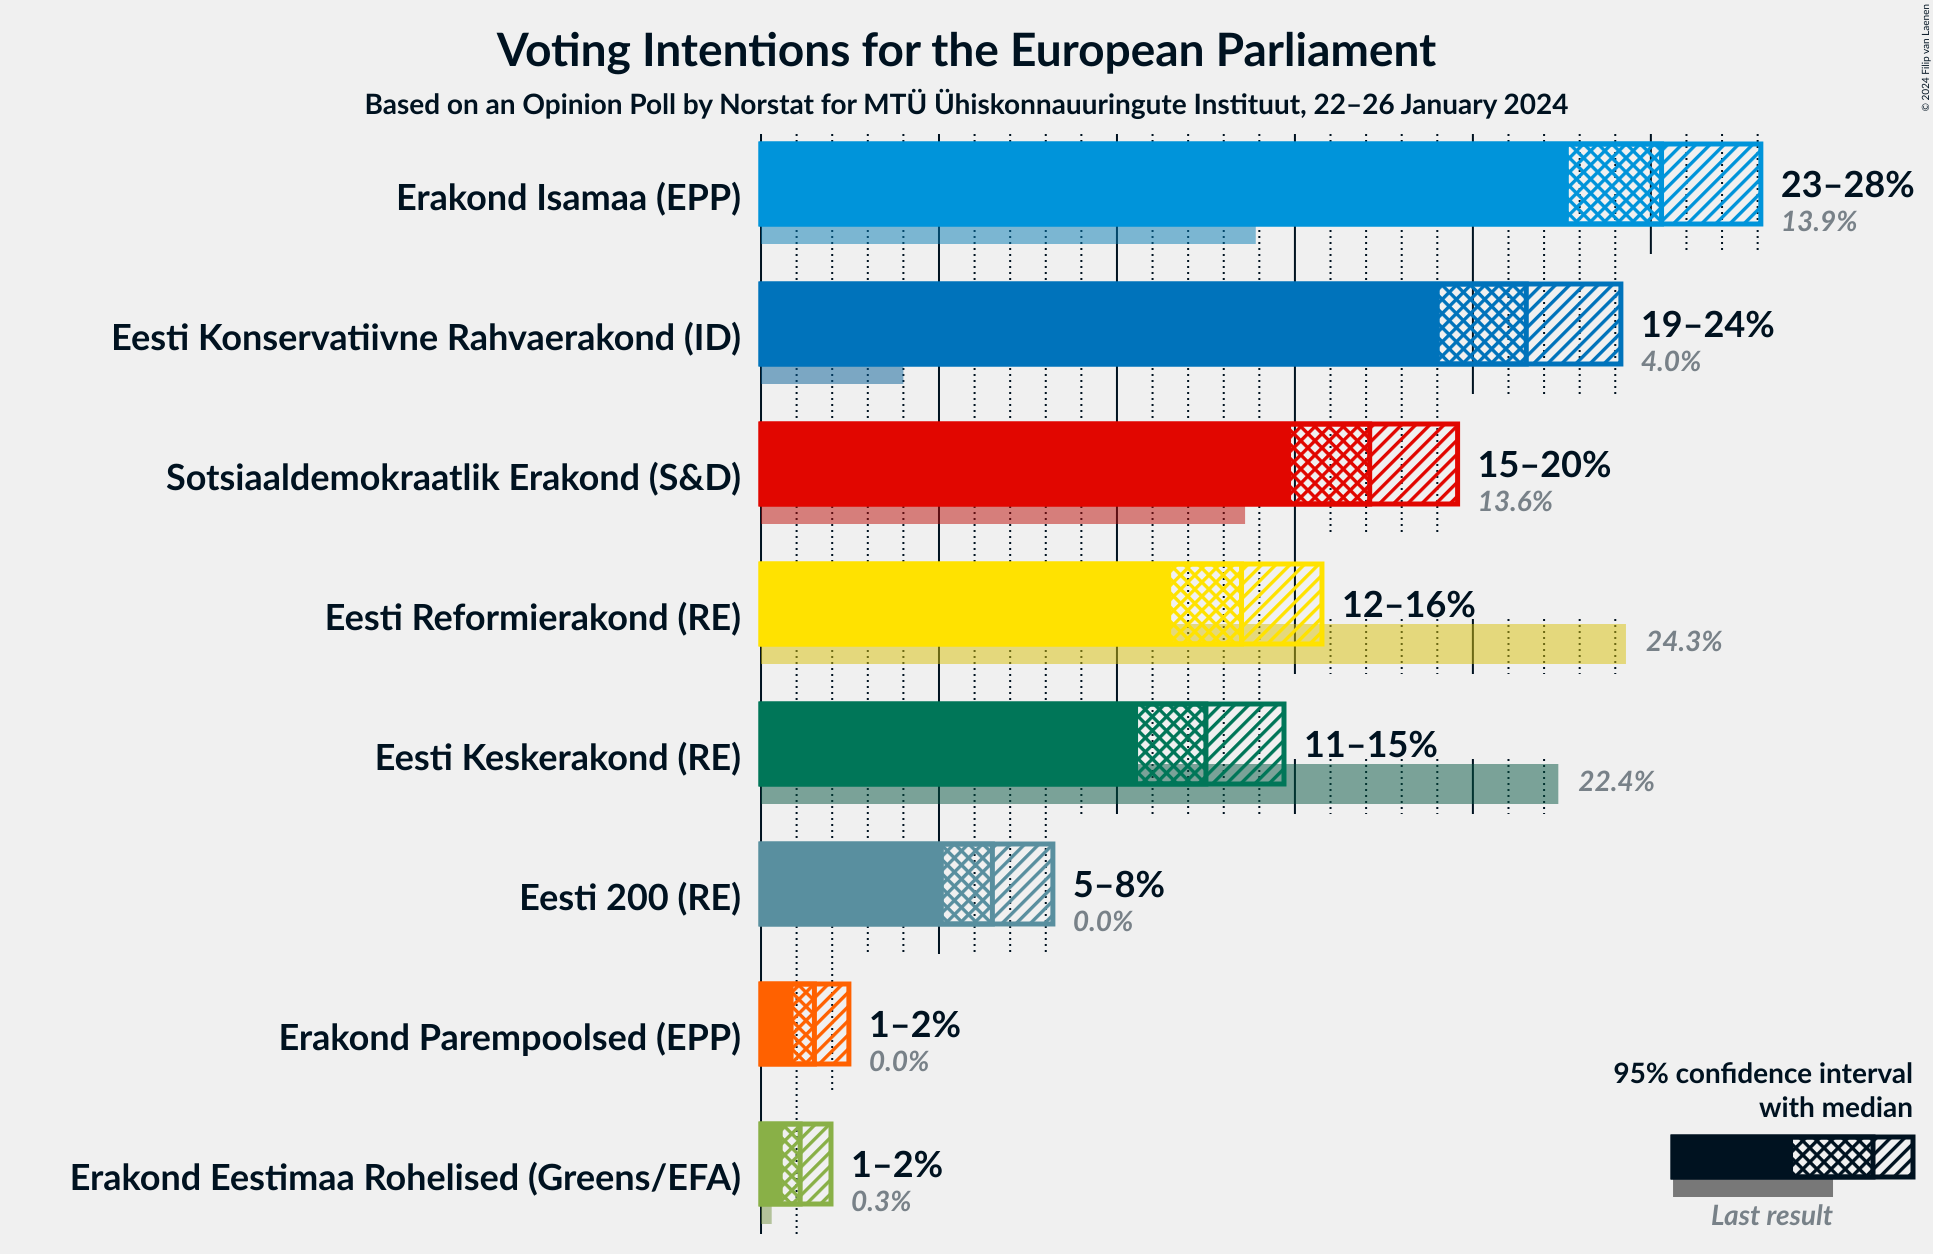 Voting Intentions for the European Parliament
Based on an Opinion Poll by Norstat for MTÜ Ühiskonnauuringute Instituut, 22–26 January 2024
© 2024 Filip van Laenen
Erakond Isamaa (EPP)
23–28%
13.9%
Eesti Konservatiivne Rahvaerakond (ID)
19–24%
4.0%
Sotsiaaldemokraatlik Erakond (S&D)
15–20%
13.6%
Eesti Reformierakond (RE)
12–16%
24.3%
Eesti Keskerakond (RE)
11–15%
22.4%
Eesti 200 (RE)
5–8%
0.0%
Erakond Parempoolsed (EPP)
1–2%
0.0%
Erakond Eestimaa Rohelised (Greens/EFA)
1–2%
0.3%
95% confidence interval
with median
Last result